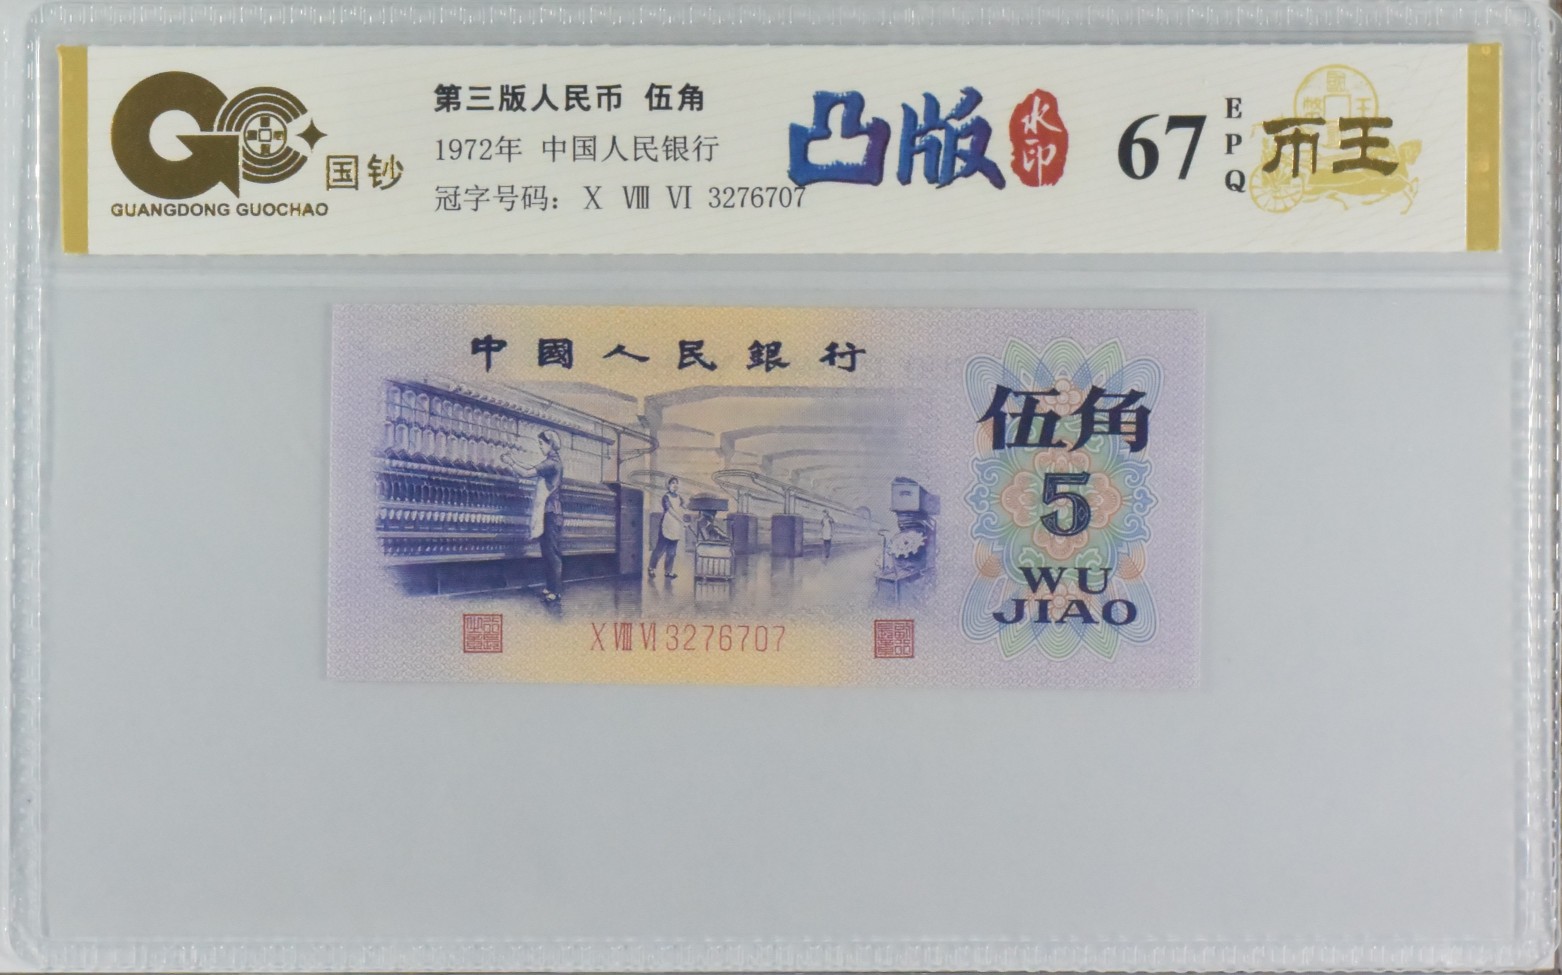 国钞
GUANGDONG GUOCHAO
第三版人民币 伍角
1972年 中国人民银行
冠字号码： X Ⅷ Ⅵ 3276707
凸版
水印
67
EPQ
币王
中國人民銀行
伍角
5
WU
JIAO
X Ⅷ Ⅵ 3276707